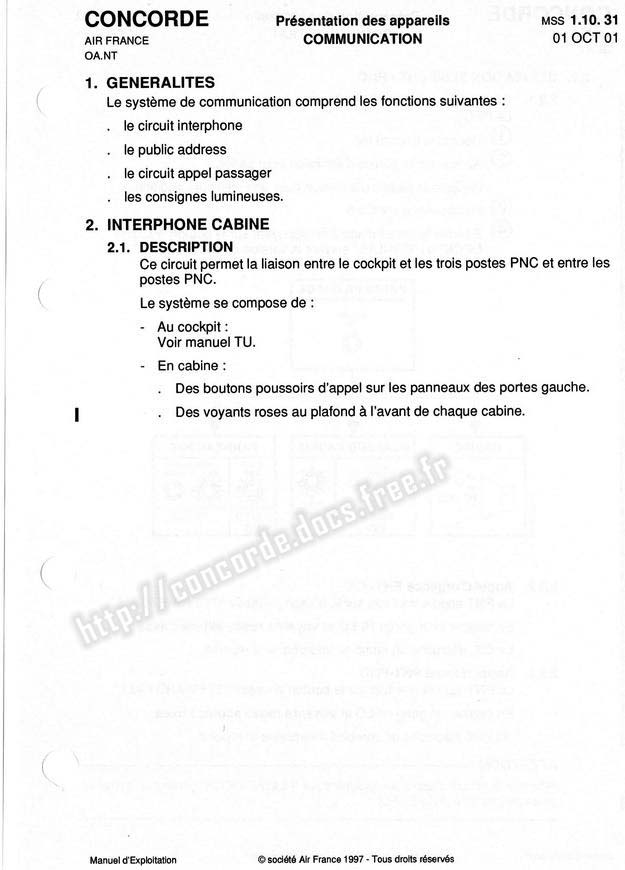 CONCORDE
AIR FRANCE
OA.NT
Présentation des appareils
COMMUNICATION
MSS 1.10. 31
01 OCT 01
1. GENERALITES
Le système de communication comprend les fonctions suivantes :
. le circuit interphone
. le public address
. le circuit appel passager
. les consignes lumineuses.
2. INTERPHONE CABINE
2.1. DESCRIPTION
Ce circuit permet la liaison entre le cockpit et les trois postes PNC et entre les
postes PNC.
Le système se compose de :
- Au cockpit :
Voir manuel TU.
- En cabine :
. Des boutons poussoirs d'appel sur les panneaux des portes gauche.
. Des voyants roses au plafond à l'avant de chaque cabine.
http://concorde.docs.free.fr
Manuel d'Exploitation
© société Air France 1997 - Tous droits réservés